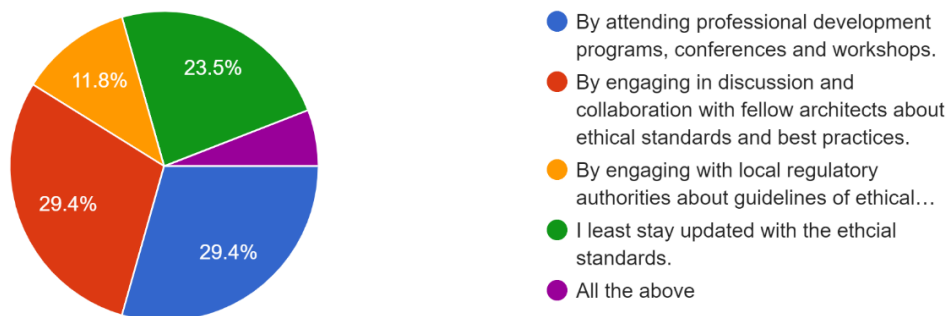 23.5%
11.8%
29.4%
29.4%
By attending professional development
programs, conferences and workshops.
By engaging in discussion and
collaboration with fellow architects about
ethical standards and best practices.
By engaging with local regulatory
authorities about guidelines of ethical…
I least stay updated with the ethcial
standards.
All the above